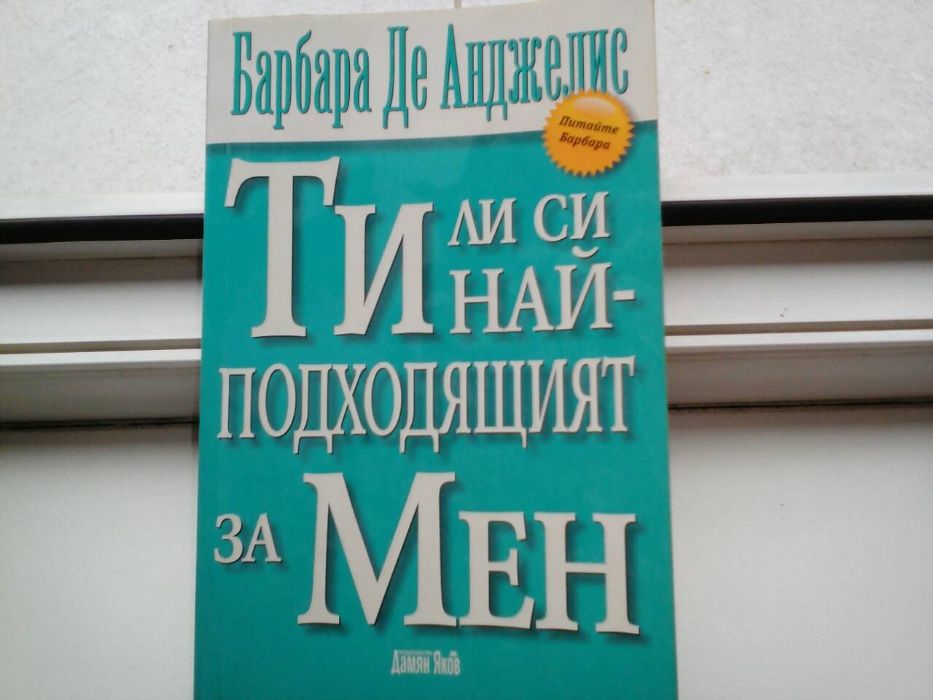 Барбара Де Анджелис
Питайте
Барбара
Ти ли си
най-
подходящият
за Мен
Дамян Яков